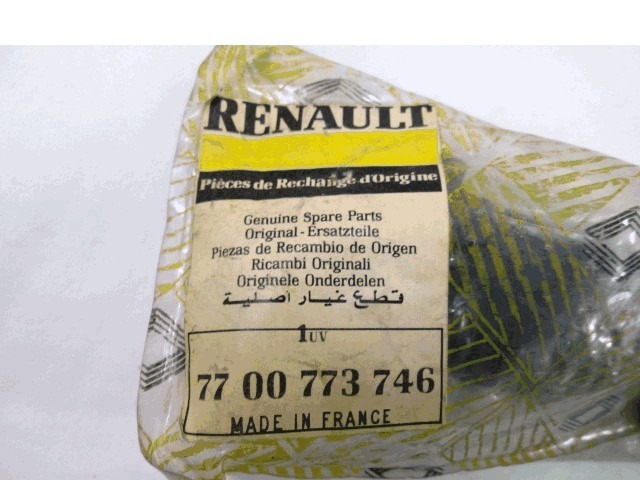 RENAULT
Pièces de Rechange d'Origine
Genuine Spare Parts
Original-Ersatzteile
Piezas de Recambio de Origen
Ricambi Originali
Originele Onderdelen
قطع غيار أصلية
1UV
77 00 773 746
MADE IN FRANCE